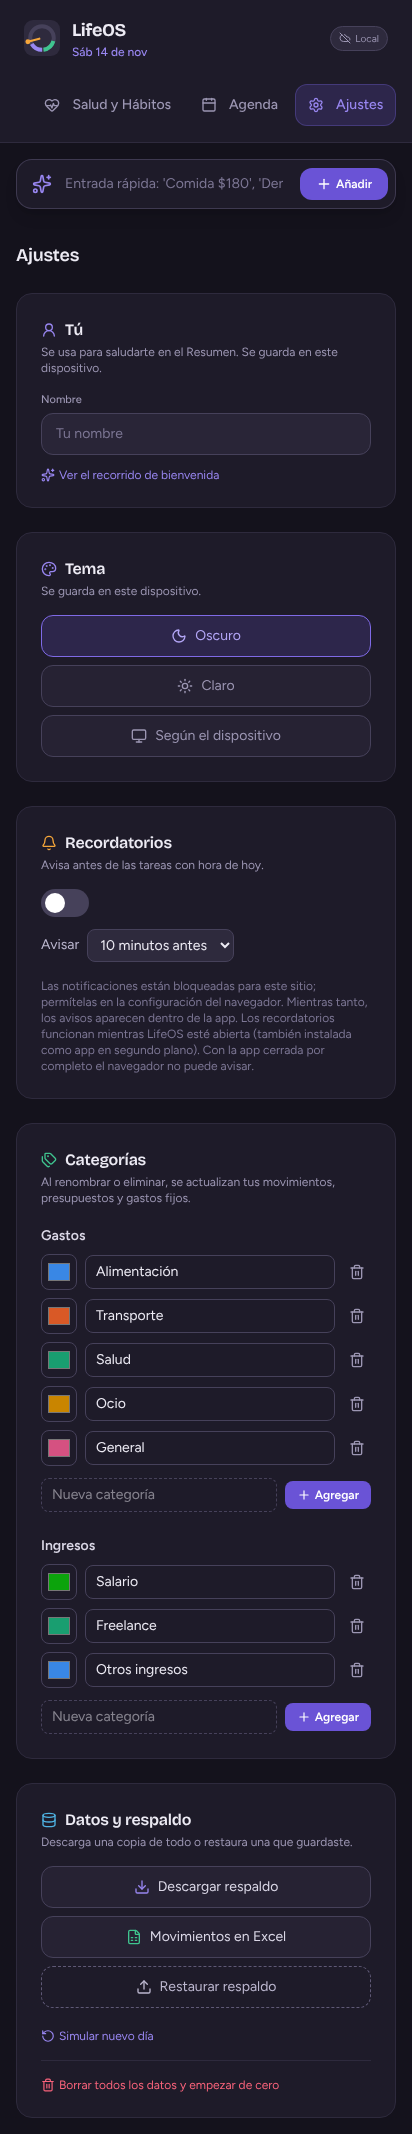 LifeOS
Sáb 14 de nov
Local
Salud y Hábitos
Agenda
Ajustes
Entrada rápida: 'Comida $180', 'Der
Añadir
Ajustes
Tú
Se usa para saludarte en el Resumen. Se guarda en este
dispositivo.
Nombre
Tu nombre
Ver el recorrido de bienvenida
Tema
Se guarda en este dispositivo.
Oscuro
Claro
Según el dispositivo
Recordatorios
Avisa antes de las tareas con hora de hoy.
Avisar
10 minutos antes
Las notificaciones están bloqueadas para este sitio;
permítelas en la configuración del navegador. Mientras tanto,
los avisos aparecen dentro de la app. Los recordatorios
funcionan mientras LifeOS esté abierta (también instalada
como app en segundo plano). Con la app cerrada por
completo el navegador no puede avisar.
Categorías
Al renombrar o eliminar, se actualizan tus movimientos,
presupuestos y gastos fijos.
Gastos
Alimentación
Transporte
Salud
Ocio
General
Nueva categoría
Agregar
Ingresos
Salario
Freelance
Otros ingresos
Nueva categoría
Agregar
Datos y respaldo
Descarga una copia de todo o restaura una que guardaste.
Descargar respaldo
Movimientos en Excel
Restaurar respaldo
Simular nuevo día
Borrar todos los datos y empezar de cero